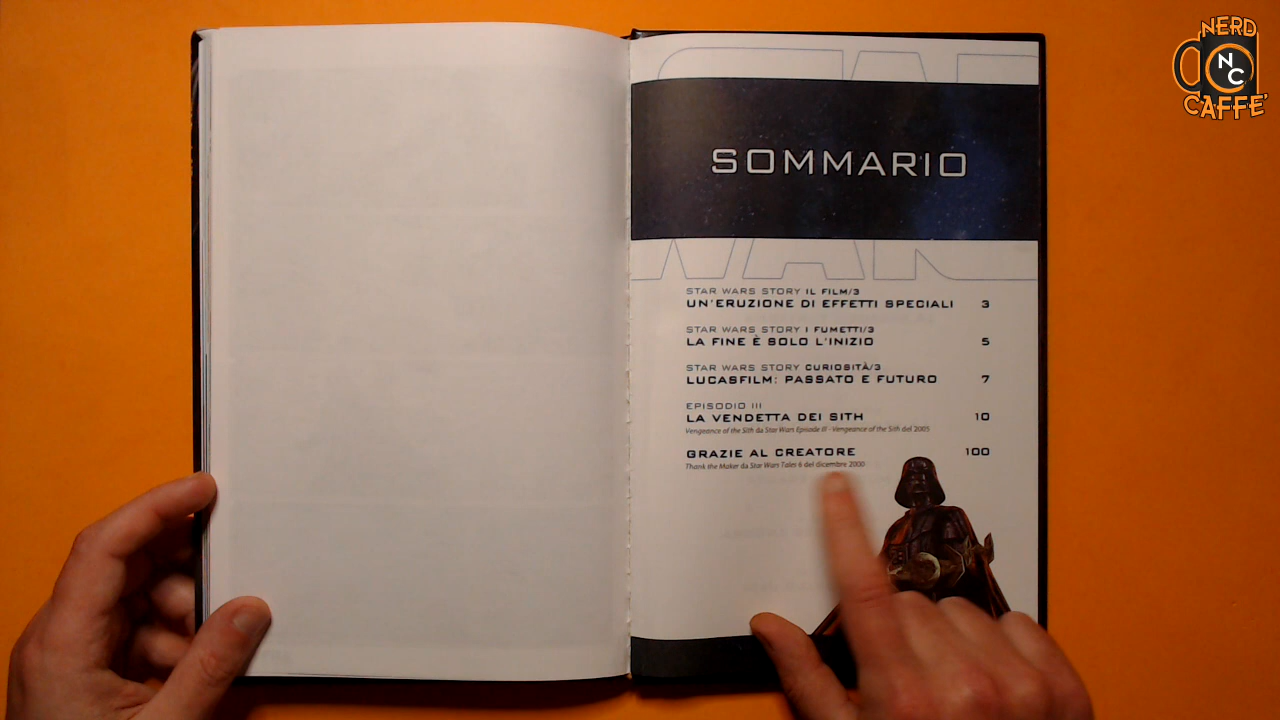 NERD
NC
CAFFE'
SOMMARIO
STAR WARS STORY IL FILM/3
UN'ERUZIONE DI EFFETTI SPECIALI 3
STAR WARS STORY I FUMETTI/3
LA FINE È SOLO L'INIZIO 5
STAR WARS STORY CURIOSITÀ/3
LUCASFILM: PASSATO E FUTURO 7
EPISODIO III
LA VENDETTA DEI SITH 10
Vengeance of the Sith da Star Wars Episode III - Vengeance of the Sith del 2005
GRAZIE AL CREATORE 100
Thank the Maker da Star Wars Tales 6 del dicembre 2000